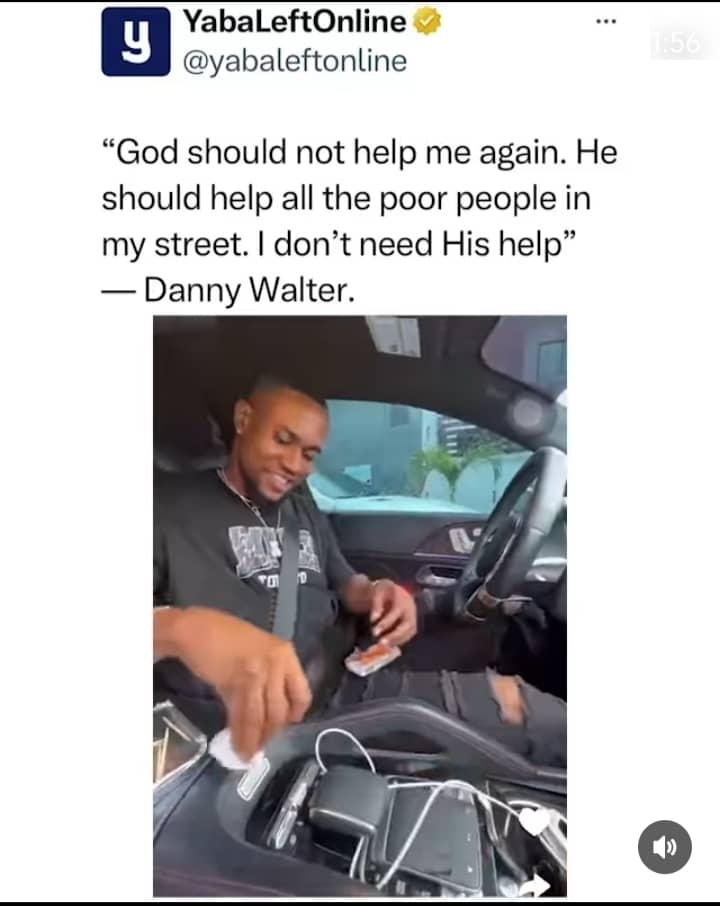 y YabaLeftOnline
@yabaleftonline
1:56
“God should not help me again. He
should help all the poor people in
my street. I don’t need His help”
— Danny Walter.